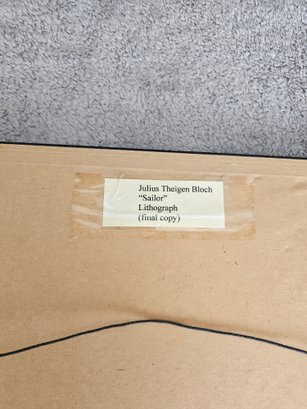 Julius Theigen Bloch
"Sailor"
Lithograph
(final copy)